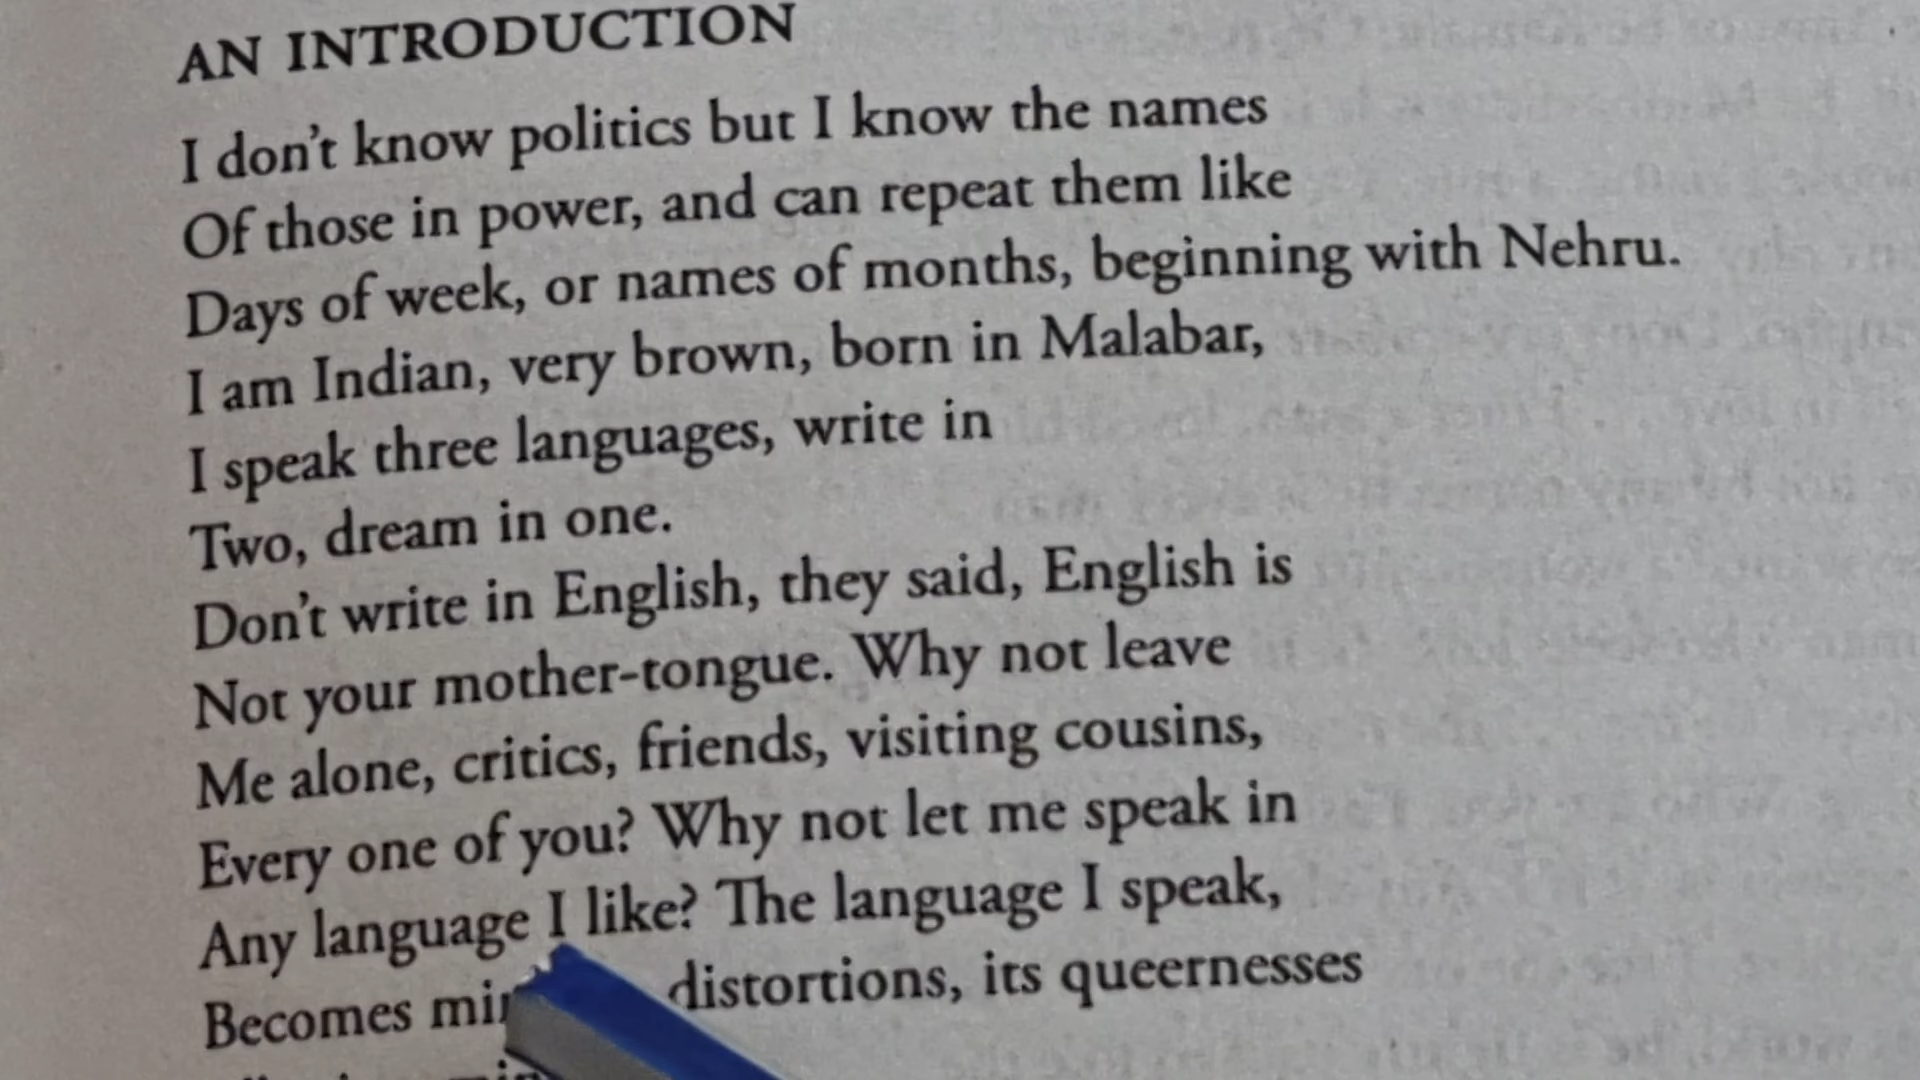 AN INTRODUCTION
I don't know politics but I know the names
Of those in power, and can repeat them like
Days of week, or names of months, beginning with Nehru.
I am Indian, very brown, born in Malabar,
I speak three languages, write in
Two, dream in one.
Don't write in English, they said, English is
Not your mother-tongue. Why not leave
Me alone, critics, friends, visiting cousins,
Every one of you? Why not let me speak in
Any language I like? The language I speak,
Becomes distortions, its queernesses